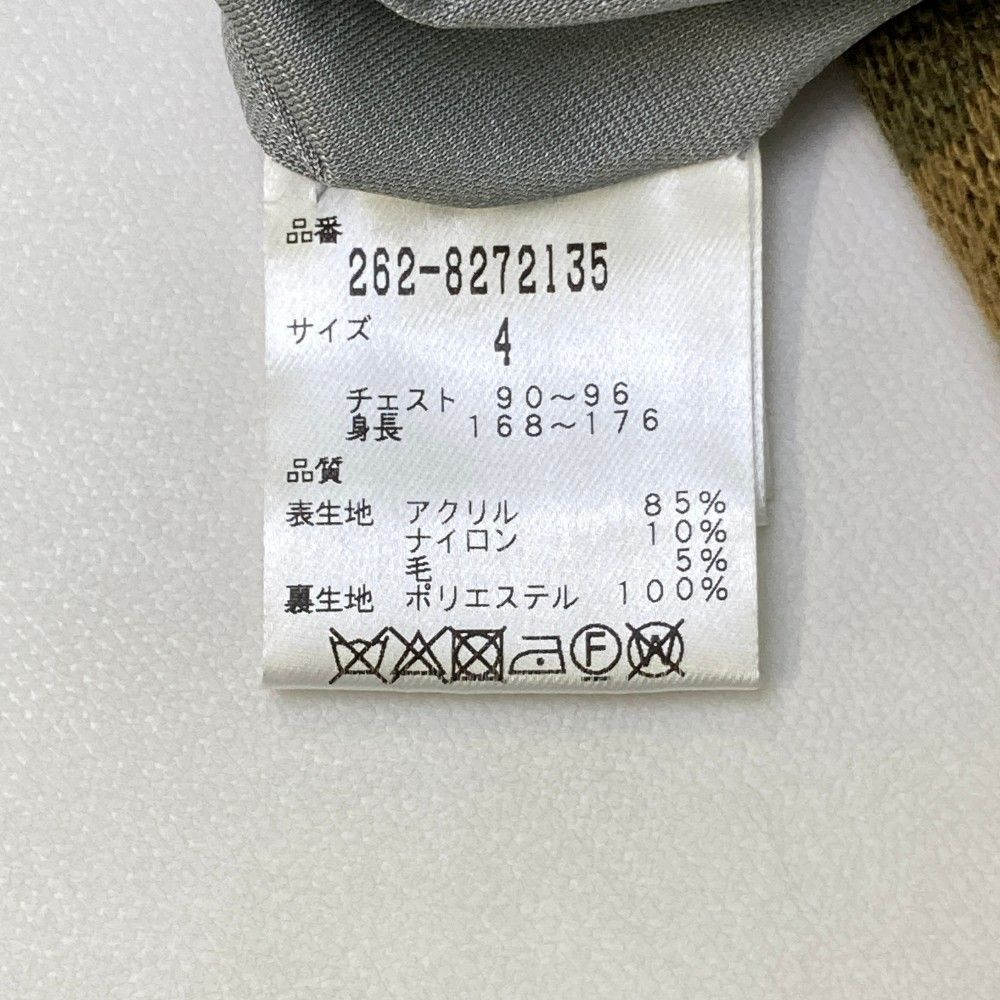 品番
262-8272135
サイズ 4
チェスト 90～96
身長 168～176
品質
表生地 アクリル 85%
ナイロン 10%
毛 5%
裏生地 ポリエステル 100%
F W